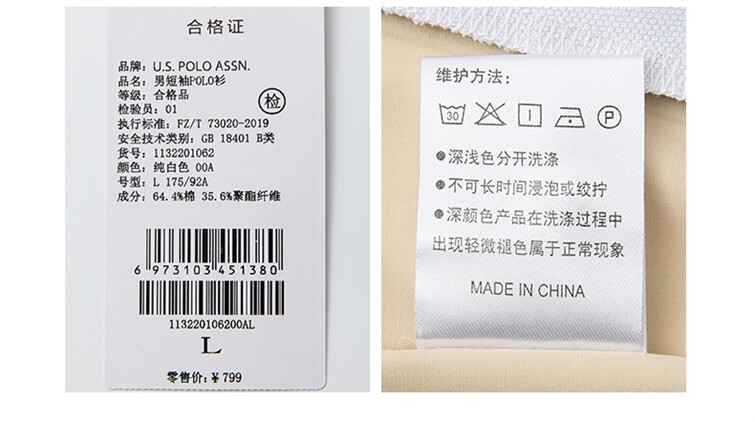 合格证
品牌: U.S. POLO ASSN.
品名: 男短袖POLO衫
等级: 合格品
检验员: 01
检
执行标准: FZ/T 73020-2019
安全技术类别: GB 18401 B类
货号: 1132201062
颜色: 纯白色 00A
号型: L 175/92A
成分: 64.4%棉 35.6%聚酯纤维
6 973103 451380
113220106200AL
L
零售价: ¥ 799
维护方法:
30
P
●深浅色分开洗涤
●不可长时间浸泡或绞拧
●深颜色产品在洗涤过程中
出现轻微褪色属于正常现象
MADE IN CHINA